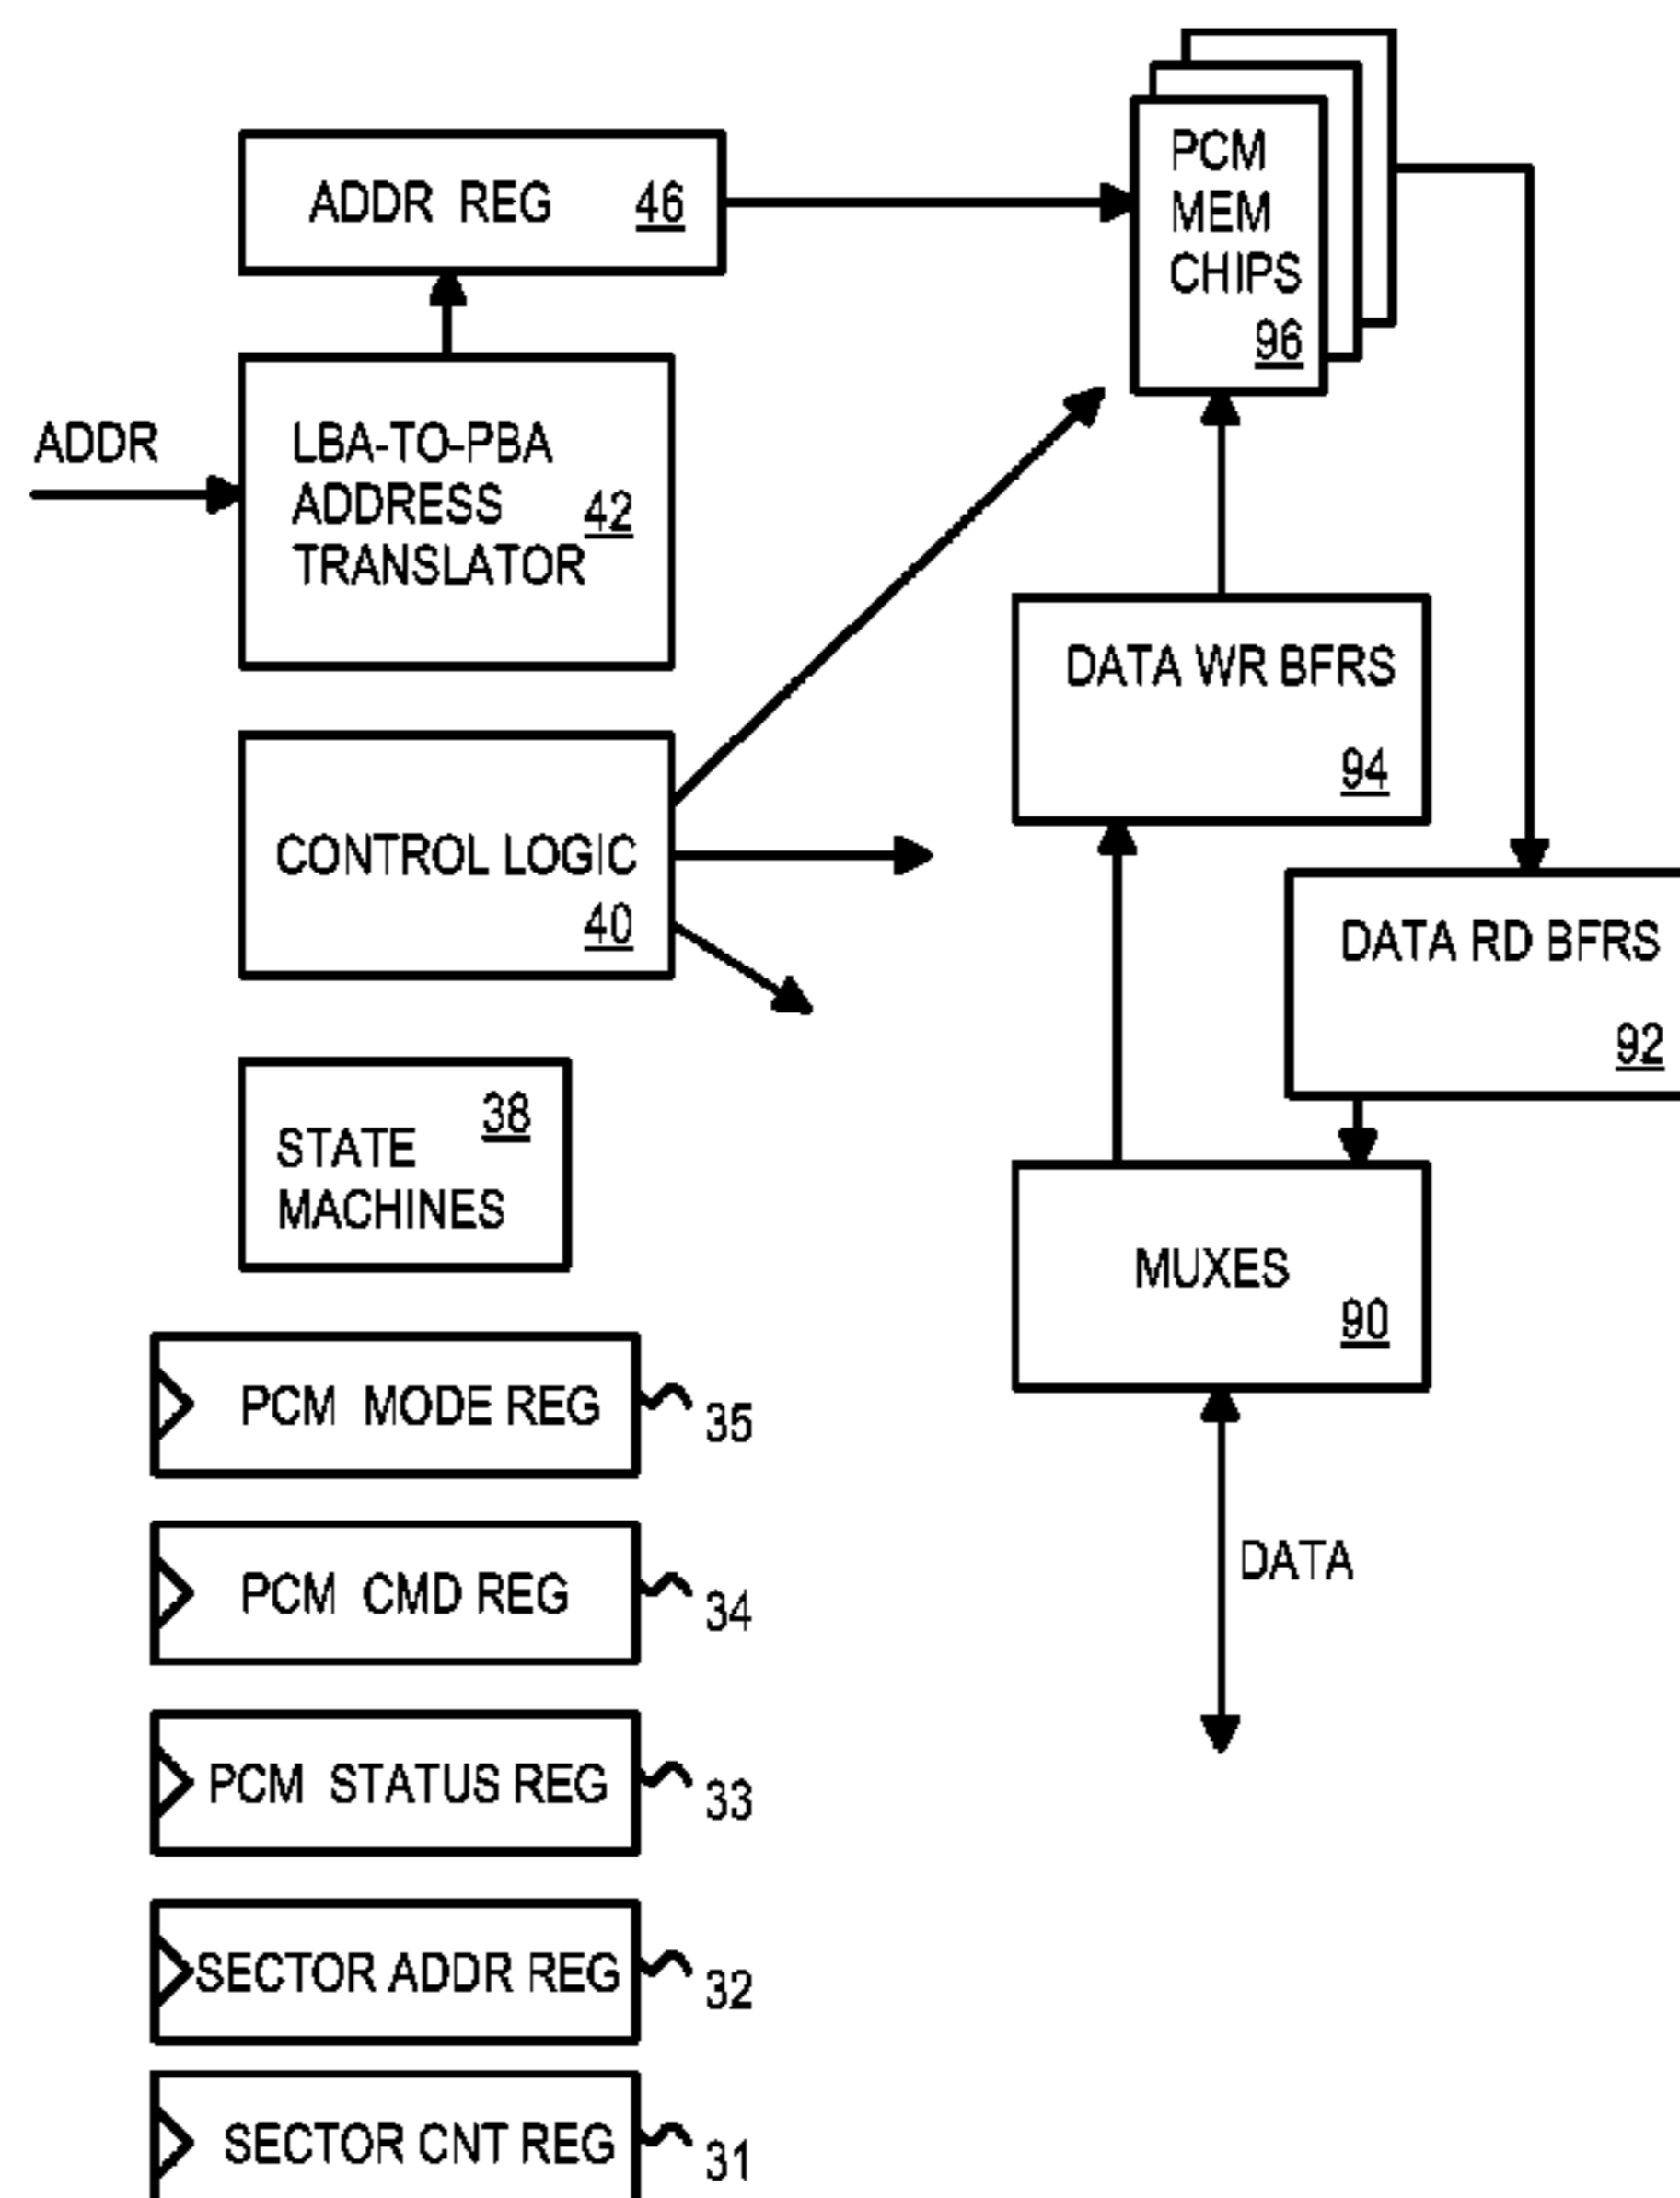 PCM
MEM
CHIPS
96
ADDR REG 46
ADDR
LBA-TO-PBA
ADDRESS 42
TRANSLATOR
DATA WR BFRS
94
CONTROL LOGIC
40
DATA RD BFRS
92
38
STATE
MACHINES
MUXES
90
PCM MODE REG 35
DATA
PCM CMD REG 34
PCM STATUS REG 33
SECTOR ADDR REG 32
SECTOR CNT REG 31